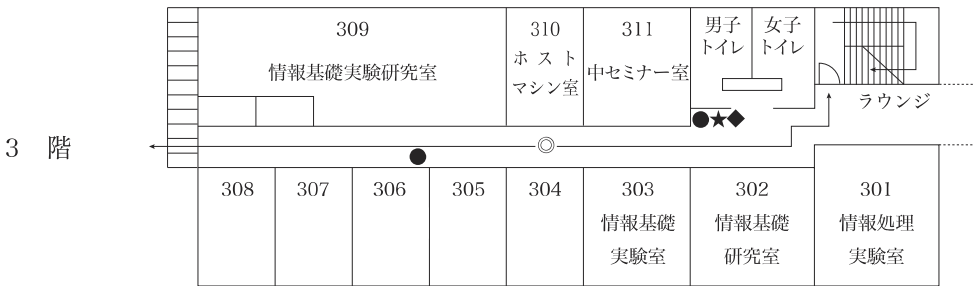 309
情報基礎実験研究室
310
ホスト
マシン室
311
中セミナー室
男子
トイレ
女子
トイレ
ラウンジ
3 階
308
307
306
305
304
303
情報基礎
実験室
302
情報基礎
研究室
301
情報処理
実験室